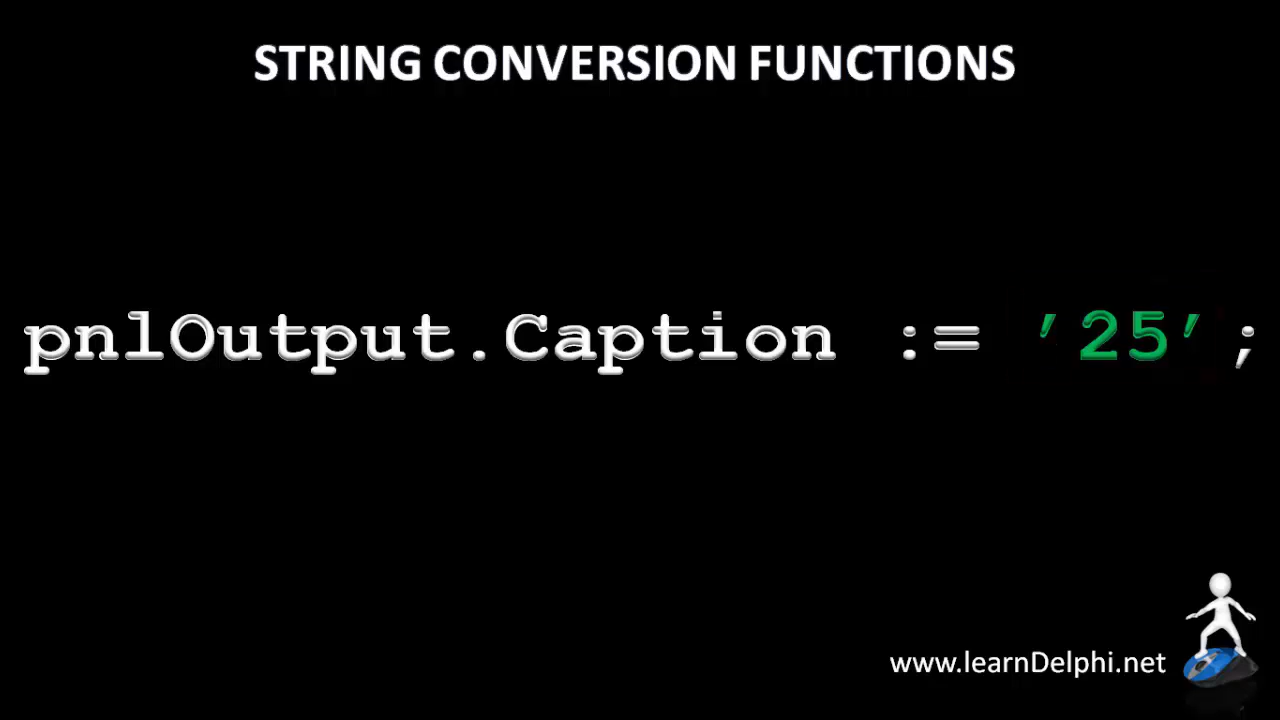 STRING CONVERSION FUNCTIONS
pnlOutput.Caption := '25';
www.learnDelphi.net